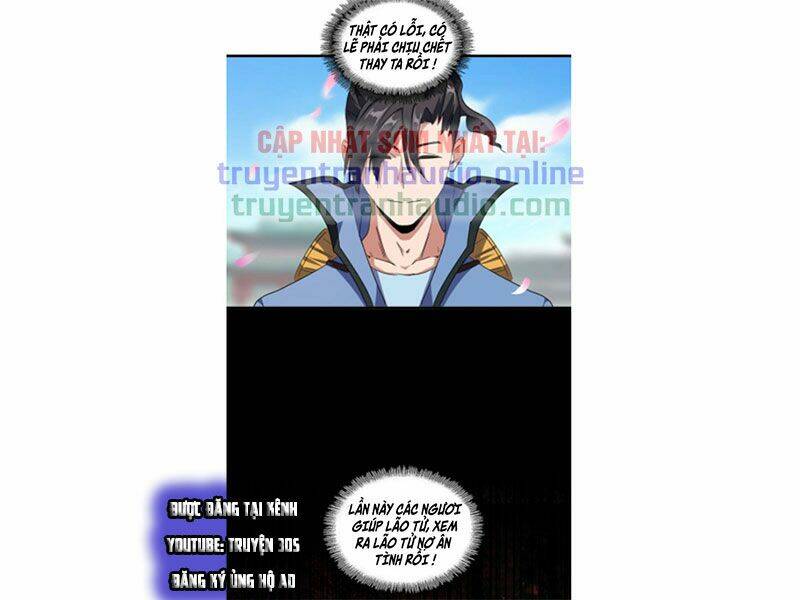 THẬT CÓ LỖI, CÓ
LẼ PHẢI CHỊU CHẾT
THAY TA RỒI !
CẬP NHẬT SỚM NHẤT TẠI:
truyentranhaudio.online
truyentranhaudio.com
LẦN NÀY CÁC NGƯƠI
GIÚP LÃO TỬ, XEM
RA LÃO TỬ NỢ ÂN
TÌNH RỒI !
ĐƯỢC ĐĂNG TẠI KÊNH
YOUTUBE: TRUYỆN 3OS
ĐĂNG KÝ ỦNG HỘ AD